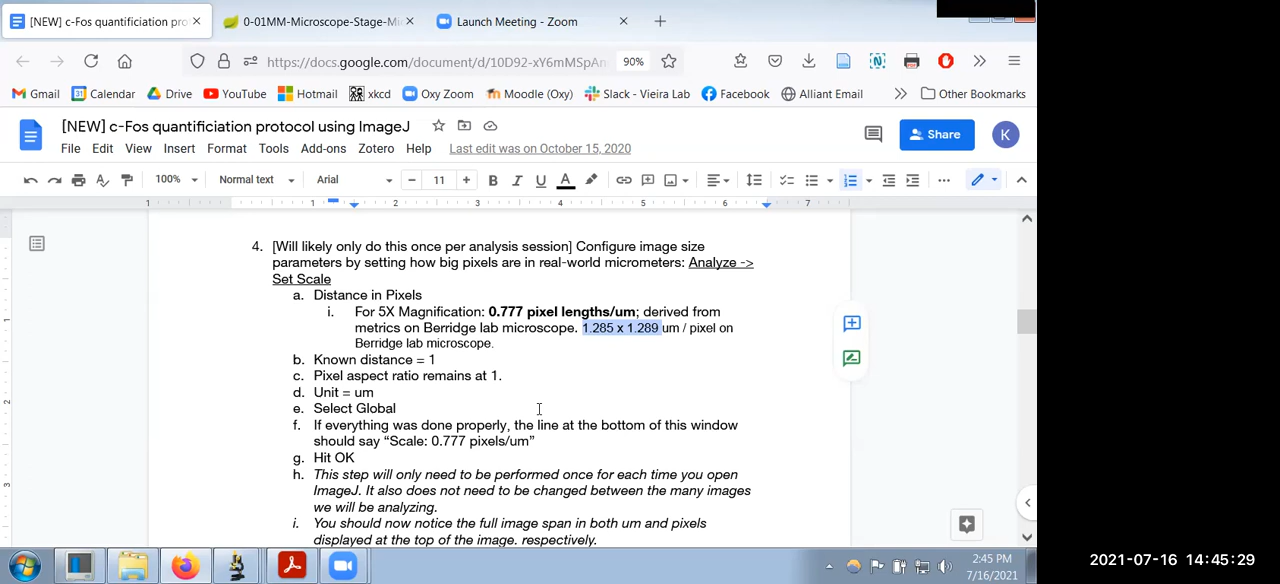 [NEW] c-Fos quantificiation pro
0-01MM-Microscope-Stage-Mi
Launch Meeting - Zoom
https://docs.google.com/document/d/10D92-xY6mMSpAn
90%
Gmail Calendar Drive YouTube Hotmail xkcd Oxy Zoom Moodle (Oxy) Slack - Vieira Lab Facebook Alliant Email Other Bookmarks
[NEW] c-Fos quantificiation protocol using ImageJ
Share
K
File Edit View Insert Format Tools Add-ons Zotero Help Last edit was on October 15, 2020
100% Normal text Arial 11 B I U A
1 1 2 3 4 5 6 7
4. [Will likely only do this once per analysis session] Configure image size
parameters by setting how big pixels are in real-world micrometers: Analyze ->
Set Scale
a. Distance in Pixels
i. For 5X Magnification: 0.777 pixel lengths/um; derived from
metrics on Berridge lab microscope. 1.285 x 1.289 um / pixel on
Berridge lab microscope.
b. Known distance = 1
c. Pixel aspect ratio remains at 1.
d. Unit = um
e. Select Global
f. If everything was done properly, the line at the bottom of this window
should say “Scale: 0.777 pixels/um”
g. Hit OK
h. This step will only need to be performed once for each time you open
ImageJ. It also does not need to be changed between the many images
we will be analyzing.
i. You should now notice the full image span in both um and pixels
displayed at the top of the image, respectively.
2:45 PM
7/16/2021
2021-07-16 14:45:29